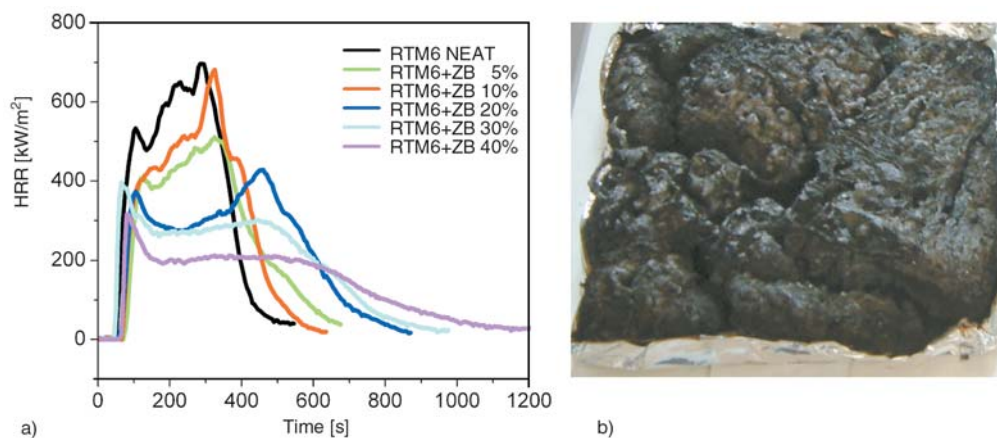 800
600
400
200
0
HRR [kW/m²]
RTM6 NEAT
RTM6+ZB 5%
RTM6+ZB 10%
RTM6+ZB 20%
RTM6+ZB 30%
RTM6+ZB 40%
0 200 400 600 800 1000 1200
Time [s]
a)
b)